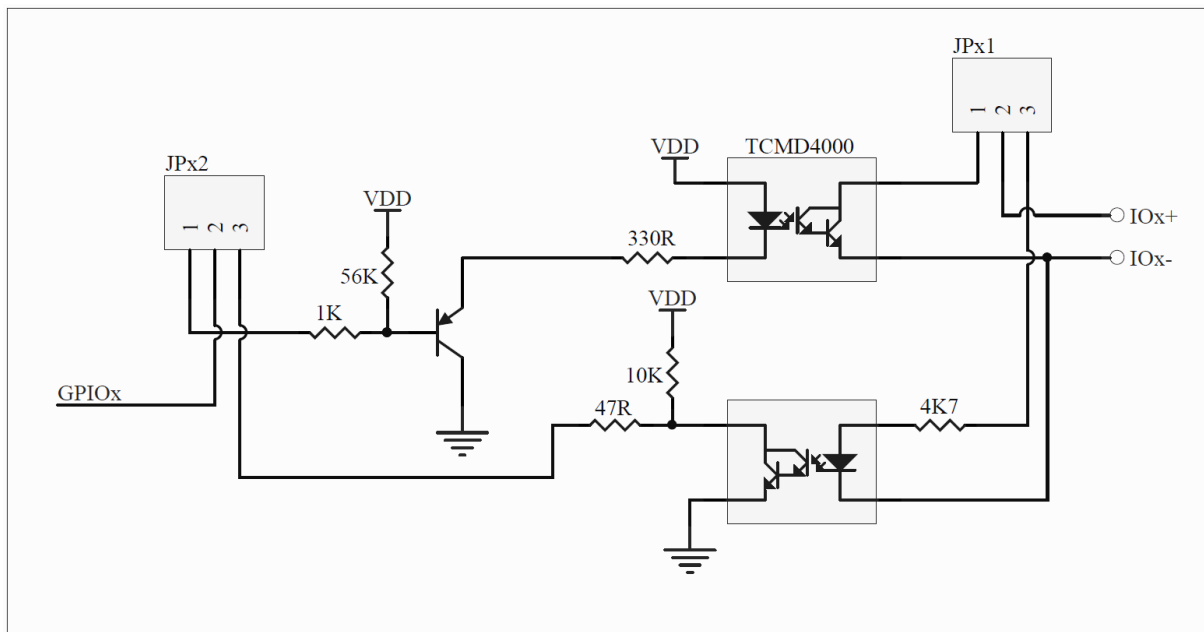 JPx1
1 2 3
VDD
TCMD4000
JPx2
1 2 3
VDD
IOx+
330R
IOx-
56K
VDD
1K
10K
GPIOx
47R
4K7